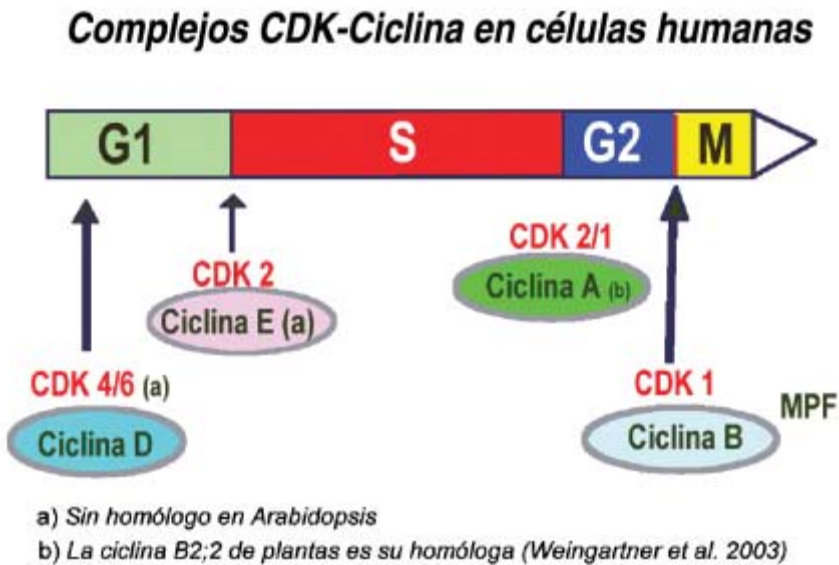 Complejos CDK-Ciclina en células humanas
G1
S
G2
M
CDK 2/1
Ciclina A (b)
CDK 2
Ciclina E (a)
CDK 4/6 (a)
Ciclina D
CDK 1
Ciclina B
MPF
a) Sin homólogo en Arabidopsis
b) La ciclina B2;2 de plantas es su homóloga (Weingartner et al. 2003)